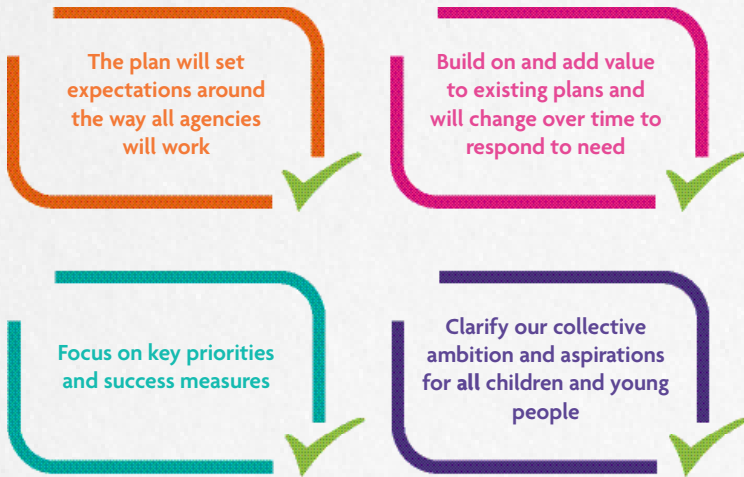 The plan will set
expectations around
the way all agencies
will work
Build on and add value
to existing plans and
will change over time to
respond to need
Focus on key priorities
and success measures
Clarify our collective
ambition and aspirations
for all children and young
people